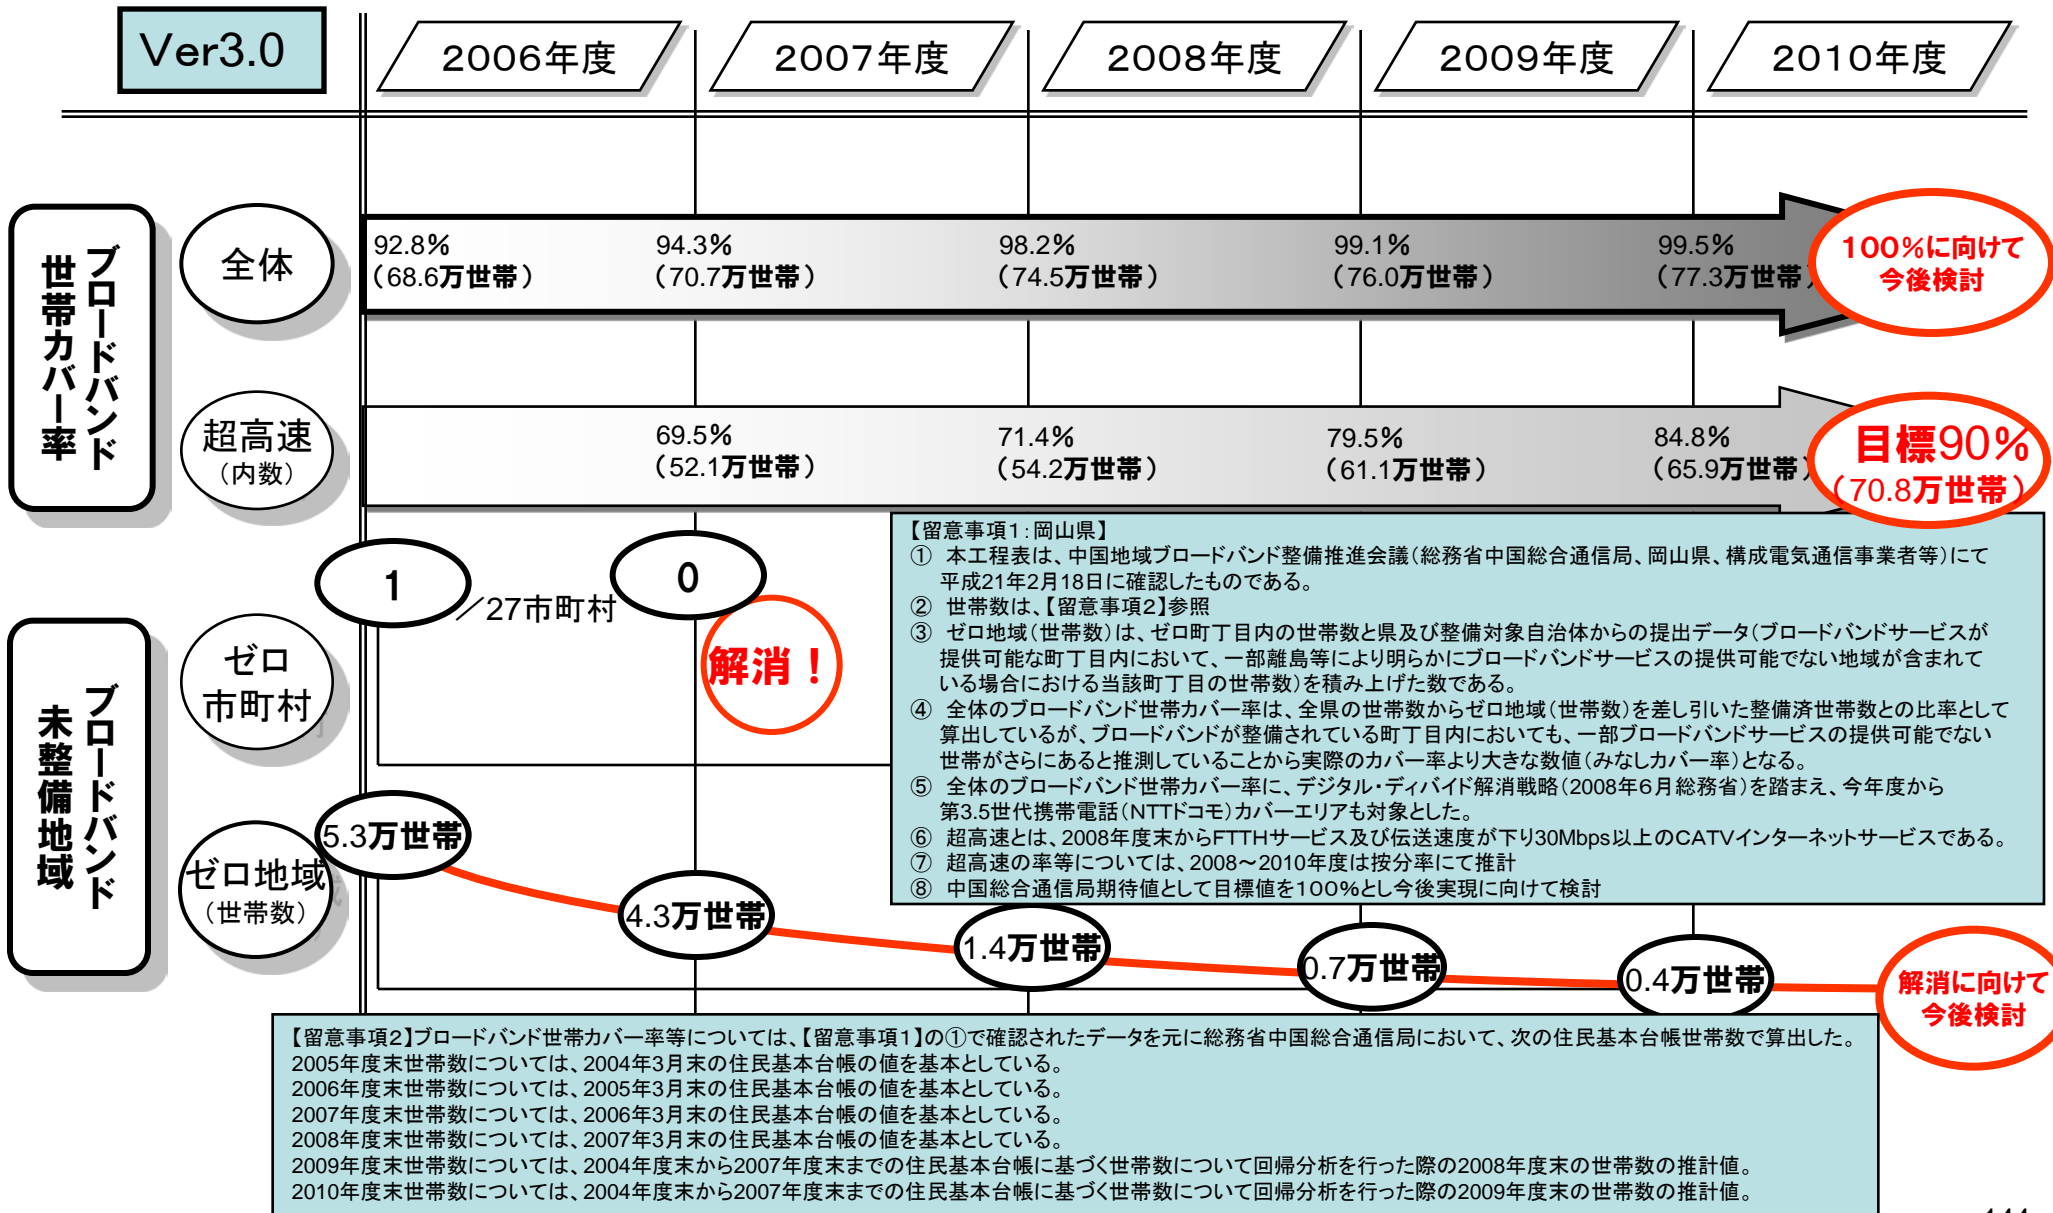 Ver3.0
2006年度
2007年度
2008年度
2009年度
2010年度
ブロードバンド
世帯カバー率
全体
92.8%
（68.6万世帯）
94.3%
（70.7万世帯）
98.2%
（74.5万世帯）
99.1%
（76.0万世帯）
99.5%
（77.3万世帯）
100%に向けて
今後検討
超高速
（内数）
69.5%
（52.1万世帯）
71.4%
（54.2万世帯）
79.5%
（61.1万世帯）
84.8%
（65.9万世帯）
目標90%
（70.8万世帯）
ブロードバンド
未整備地域
ゼロ
市町村
1
／27市町村
0
解消！
【留意事項1：岡山県】
① 本工程表は、中国地域ブロードバンド整備推進会議（総務省中国総合通信局、岡山県、構成電気通信事業者等）にて
平成21年2月18日に確認したものである。
② 世帯数は、【留意事項2】参照
③ ゼロ地域（世帯数）は、ゼロ町丁目内の世帯数と県及び整備対象自治体からの提出データ（ブロードバンドサービスが
提供可能な町丁目内において、一部離島等により明らかにブロードバンドサービスの提供可能でない地域が含まれて
いる場合における当該町丁目の世帯数）を積み上げた数である。
④ 全体のブロードバンド世帯カバー率は、全県の世帯数からゼロ地域（世帯数）を差し引いた整備済世帯数との比率として
算出しているが、ブロードバンドが整備されている町丁目内においても、一部ブロードバンドサービスの提供可能でない
世帯がさらにあると推測していることから実際のカバー率より大きな数値（みなしカバー率）となる。
⑤ 全体のブロードバンド世帯カバー率に、デジタル・ディバイド解消戦略（2008年6月総務省）を踏まえ、今年度から
第3.5世代携帯電話（NTTドコモ）カバーエリアも対象とした。
⑥ 超高速とは、2008年度末からFTTHサービス及び伝送速度が下り30Mbps以上のCATVインターネットサービスである。
⑦ 超高速の率等については、2008～2010年度は按分率にて推計
⑧ 中国総合通信局期待値として目標値を100%とし今後実現に向けて検討
ゼロ地域
（世帯数）
5.3万世帯
4.3万世帯
1.4万世帯
0.7万世帯
0.4万世帯
解消に向けて
今後検討
【留意事項2】ブロードバンド世帯カバー率等については、【留意事項1】の①で確認されたデータを元に総務省中国総合通信局において、次の住民基本台帳世帯数で算出した。
2005年度末世帯数については、2004年3月末の住民基本台帳の値を基本としている。
2006年度末世帯数については、2005年3月末の住民基本台帳の値を基本としている。
2007年度末世帯数については、2006年3月末の住民基本台帳の値を基本としている。
2008年度末世帯数については、2007年3月末の住民基本台帳の値を基本としている。
2009年度末世帯数については、2004年度末から2007年度末までの住民基本台帳に基づく世帯数について回帰分析を行った際の2008年度末の世帯数の推計値。
2010年度末世帯数については、2004年度末から2007年度末までの住民基本台帳に基づく世帯数について回帰分析を行った際の2009年度末の世帯数の推計値。